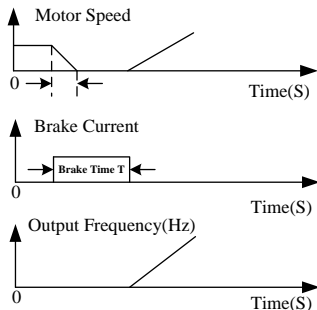 Motor Speed
0
Time(S)
Brake Current
Brake Time T
0
Time(S)
Output Frequency(Hz)
0
Time(S)